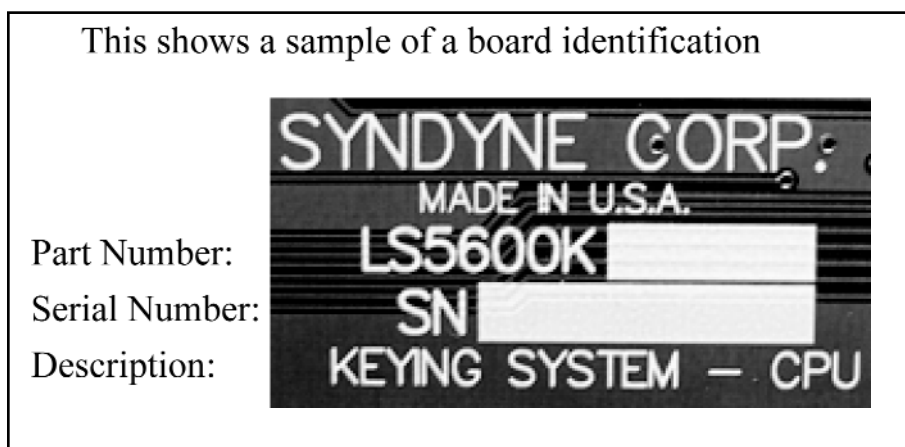 This shows a sample of a board identification
SYNDYNE CORP.
MADE IN U.S.A.
Part Number: LS5600K
Serial Number: SN
Description: KEYING SYSTEM – CPU